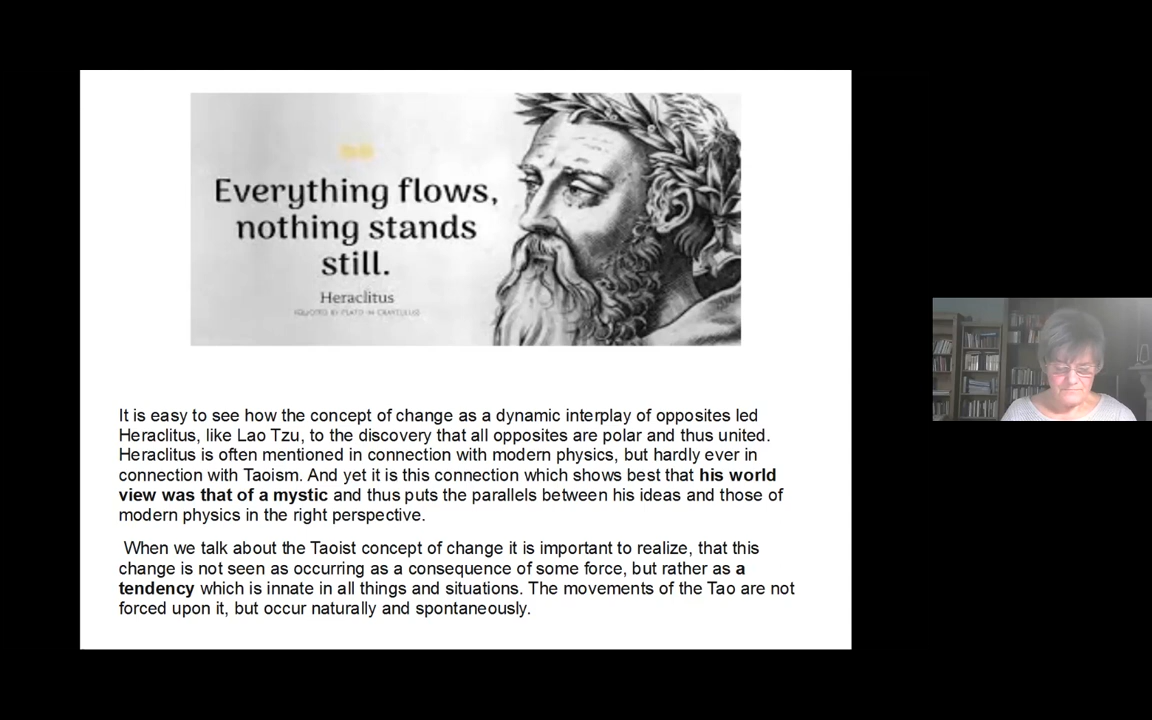 Everything flows,
nothing stands
still.
Heraclitus
(QUOTED BY PLATO IN CRATYLUS)
It is easy to see how the concept of change as a dynamic interplay of opposites led
Heraclitus, like Lao Tzu, to the discovery that all opposites are polar and thus united.
Heraclitus is often mentioned in connection with modern physics, but hardly ever in
connection with Taoism. And yet it is this connection which shows best that his world
view was that of a mystic and thus puts the parallels between his ideas and those of
modern physics in the right perspective.
When we talk about the Taoist concept of change it is important to realize, that this
change is not seen as occurring as a consequence of some force, but rather as a
tendency which is innate in all things and situations. The movements of the Tao are not
forced upon it, but occur naturally and spontaneously.